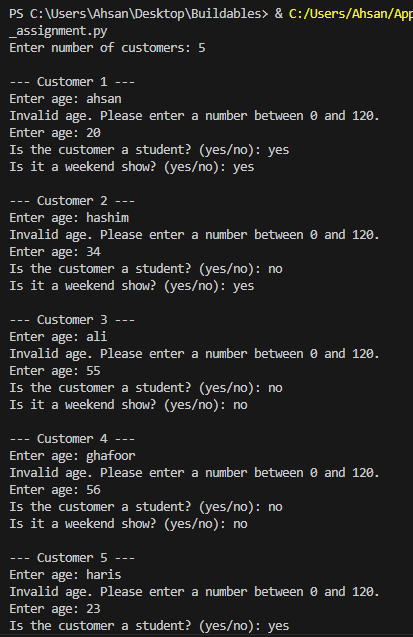 PS C:\Users\Ahsan\Desktop\Buildables> & C:/Users/Ahsan/App
_assignment.py
Enter number of customers: 5
--- Customer 1 ---
Enter age: ahsan
Invalid age. Please enter a number between 0 and 120.
Enter age: 20
Is the customer a student? (yes/no): yes
Is it a weekend show? (yes/no): yes
--- Customer 2 ---
Enter age: hashim
Invalid age. Please enter a number between 0 and 120.
Enter age: 34
Is the customer a student? (yes/no): no
Is it a weekend show? (yes/no): yes
--- Customer 3 ---
Enter age: ali
Invalid age. Please enter a number between 0 and 120.
Enter age: 55
Is the customer a student? (yes/no): no
Is it a weekend show? (yes/no): no
--- Customer 4 ---
Enter age: ghafoor
Invalid age. Please enter a number between 0 and 120.
Enter age: 56
Is the customer a student? (yes/no): no
Is it a weekend show? (yes/no): no
--- Customer 5 ---
Enter age: haris
Invalid age. Please enter a number between 0 and 120.
Enter age: 23
Is the customer a student? (yes/no): yes